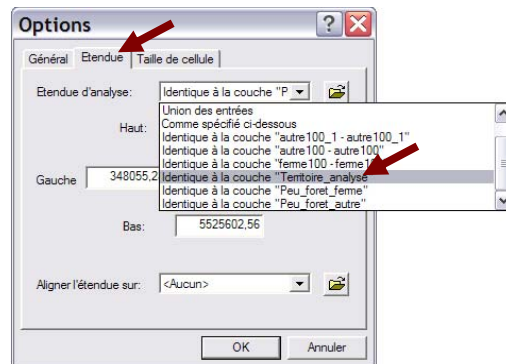 Options
Général Etendue Taille de cellule
Etendue d'analyse: Identique à la couche "P
Union des entrées
Comme spécifié ci-dessous
Haut: Identique à la couche "autre100_1 - autre100_1"
Identique à la couche "autre100 - autre100"
Identique à la couche "ferme100 - ferme1
Gauche 348055,2 Identique à la couche "Territoire_analyse
Identique à la couche "Peu_foret_ferme"
Identique à la couche "Peu_foret_autre"
Bas: 5525602,56
Aligner l'étendue sur: <Aucun>
OK Annuler